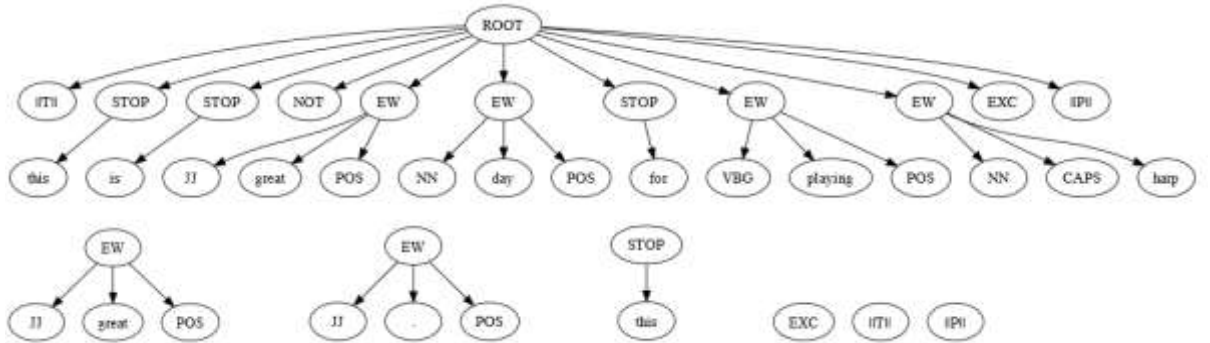 ROOT
||T|| STOP STOP NOT EW EW STOP EW EW EXC ||P||
this is JJ great POS NN day POS for VBG playing POS NN CAPS harp
EW EW STOP
JJ great POS JJ . POS this EXC ||T|| ||P||